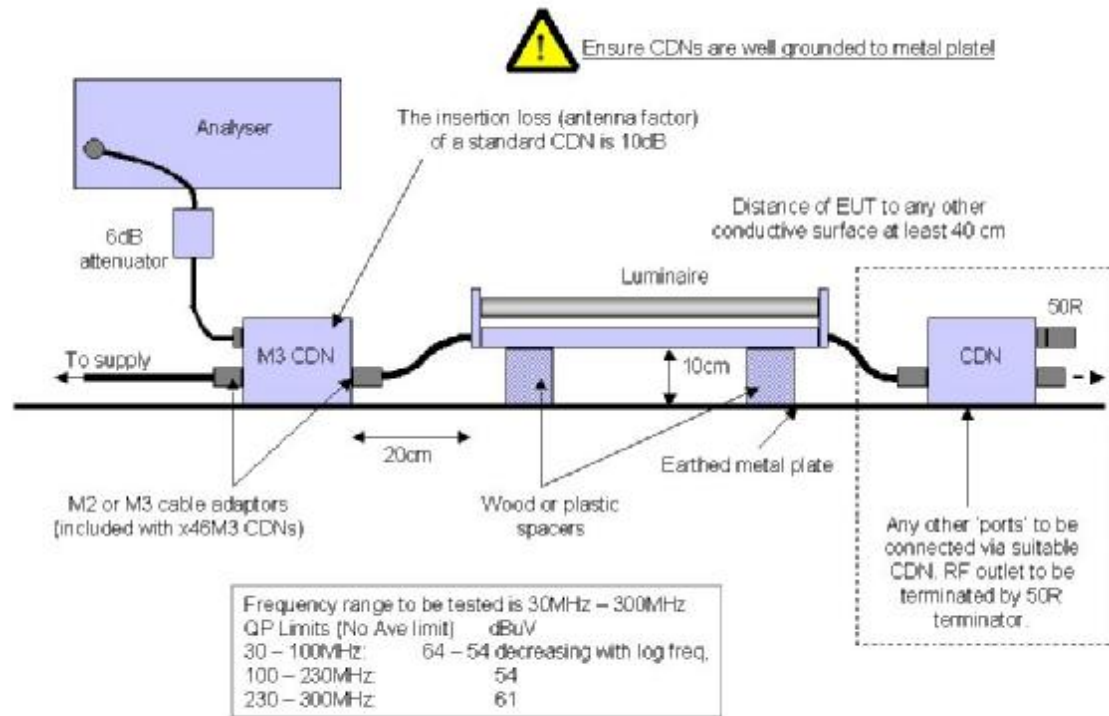 Ensure CDNs are well grounded to metal plate!
Analyser
The insertion loss (antenna factor)
of a standard CDN is 10dB
6dB
attenuator
Distance of EUT to any other
conductive surface at least 40 cm
Luminaire
50R
M3 CDN
CDN
To supply
10cm
20cm
Earthed metal plate
M2 or M3 cable adaptors
(included with x46M3 CDNs)
Wood or plastic
spacers
Any other 'ports' to be
connected via suitable
CDN. RF outlet to be
terminated by 50R
terminator.
Frequency range to be tested is 30MHz – 300MHz
QP Limits (No Ave limit) dBuV
30 – 100MHz: 64 – 54 decreasing with log freq,
100 – 230MHz: 54
230 – 300MHz: 61